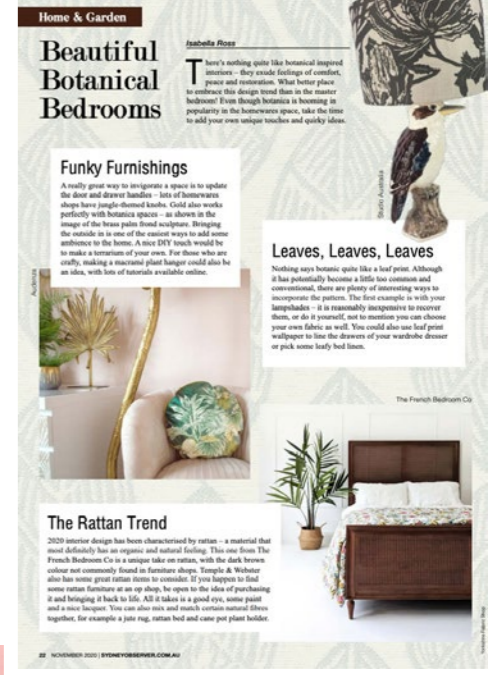 Home & Garden
Beautiful
Botanical
Bedrooms
Isabella Ross
There's nothing quite like botanical inspired
interiors – they exude feelings of comfort,
peace and restoration. What better place
to embrace this design trend than in the master
bedroom! Even though botanica is booming in
popularity in the homewares space, take the time
to add your own unique touches and quirky ideas.
Studio Australia
Funky Furnishings
A really great way to invigorate a space is to update
the door and drawer handles – lots of homewares
shops have jungle-themed knobs. Gold also works
perfectly with botanica spaces – as shown in the
image of the brass palm frond sculpture. Bringing
the outside in is one of the easiest ways to add some
ambience to the home. A nice DIY touch would be
to make a terrarium of your own. For those who are
crafty, making a macramé plant hanger could also be
an idea, with lots of tutorials available online.
Audenza
Leaves, Leaves, Leaves
Nothing says botanic quite like a leaf print. Although
it has potentially become a little too common and
conventional, there are plenty of interesting ways to
incorporate the pattern. The first example is with your
lampshades – it is reasonably inexpensive to recover
them, or do it yourself, not to mention you can choose
your own fabric as well. You could also use leaf print
wallpaper to line the drawers of your wardrobe dresser
or pick some leafy bed linen.
The French Bedroom Co
The Rattan Trend
2020 interior design has been characterised by rattan – a material that
most definitely has an organic and natural feeling. This one from The
French Bedroom Co is a unique take on rattan, with the dark brown
colour not commonly found in furniture shops. Temple & Webster
also has some great rattan items to consider. If you happen to find
some rattan furniture at an op shop, be open to the idea of purchasing
it and bringing it back to life. All it takes is a good eye, some paint
and a nice lacquer. You can also mix and match certain natural fibres
together, for example a jute rug, rattan bed and cane pot plant holder.
Yorkshire Fabric Shop
22 NOVEMBER 2020 | SYDNEYOBSERVER.COM.AU